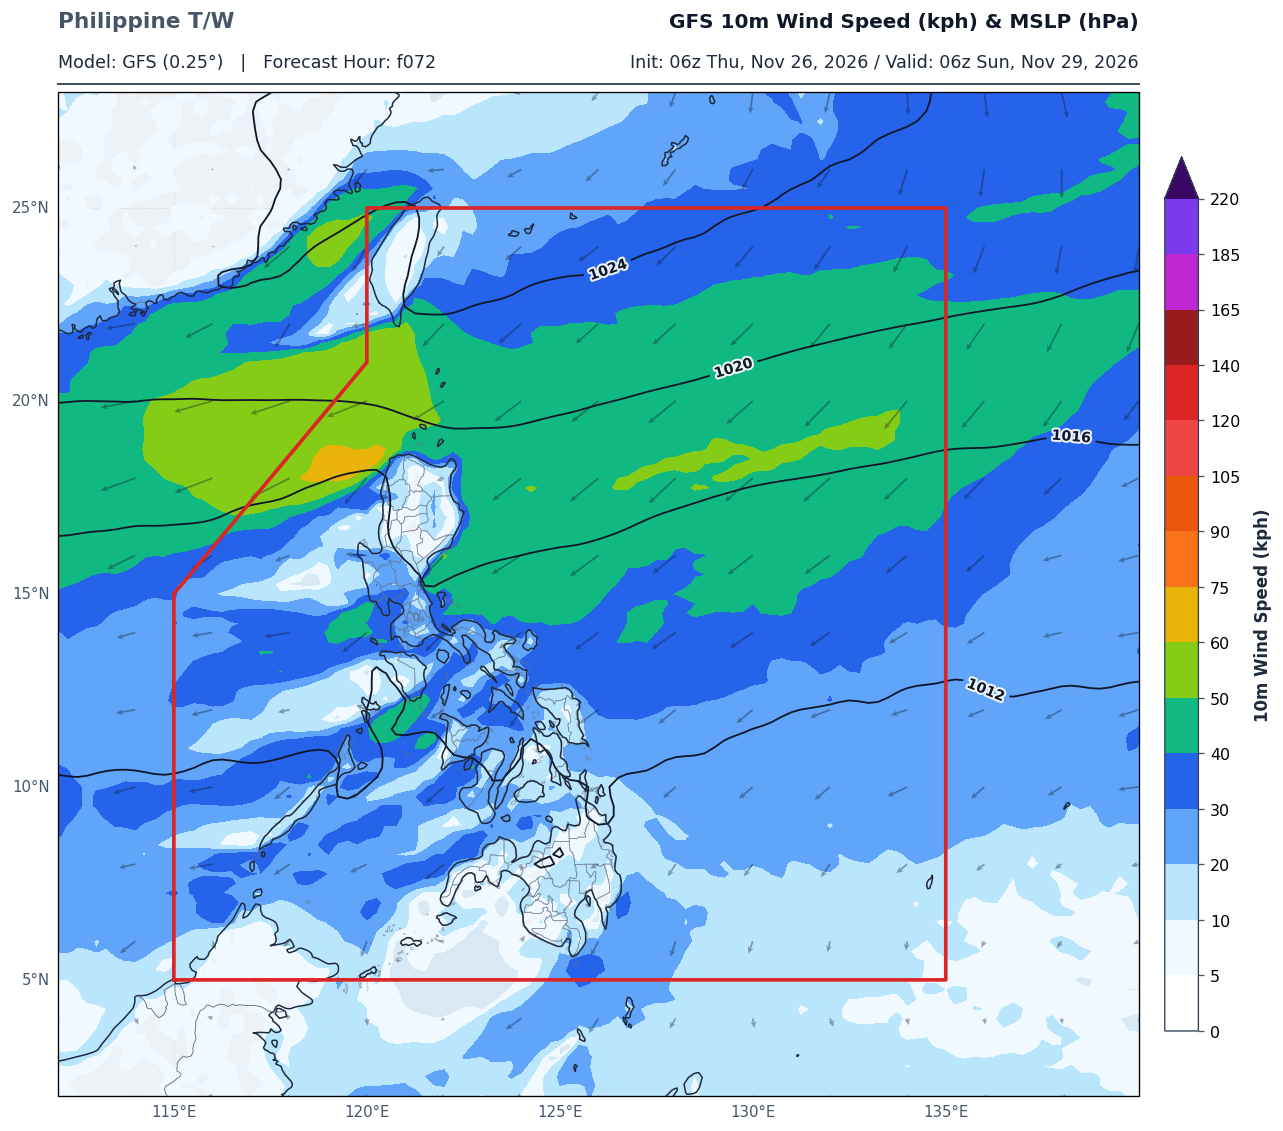 Philippine T/W
GFS 10m Wind Speed (kph) & MSLP (hPa)
Model: GFS (0.25°)   |   Forecast Hour: f072
Init: 06z Thu, Nov 26, 2026 / Valid: 06z Sun, Nov 29, 2026
25°N
20°N
15°N
10°N
5°N
115°E
120°E
125°E
130°E
135°E
1024
1020
1016
1012
220
185
165
140
120
105
90
75
60
50
40
30
20
10
5
0
10m Wind Speed (kph)